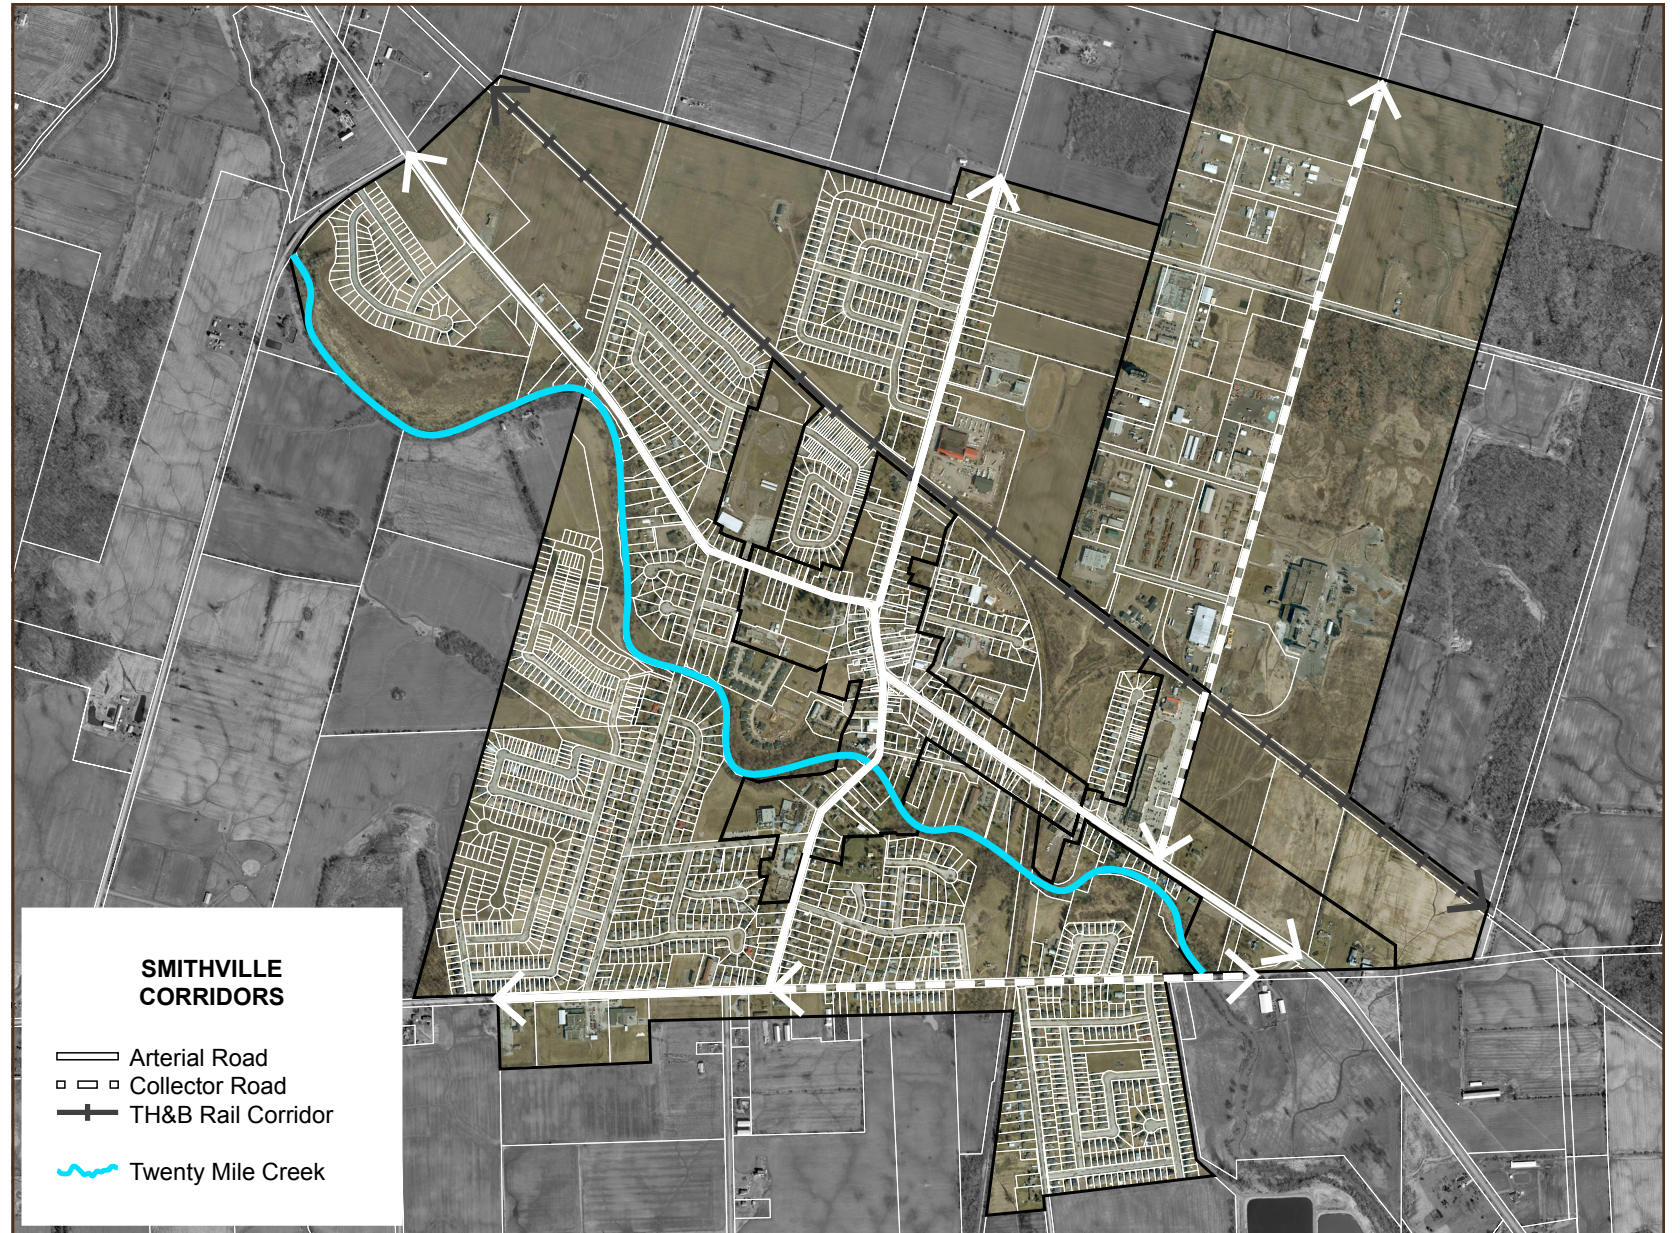 SMITHVILLE
CORRIDORS
Arterial Road
Collector Road
TH&B Rail Corridor
Twenty Mile Creek